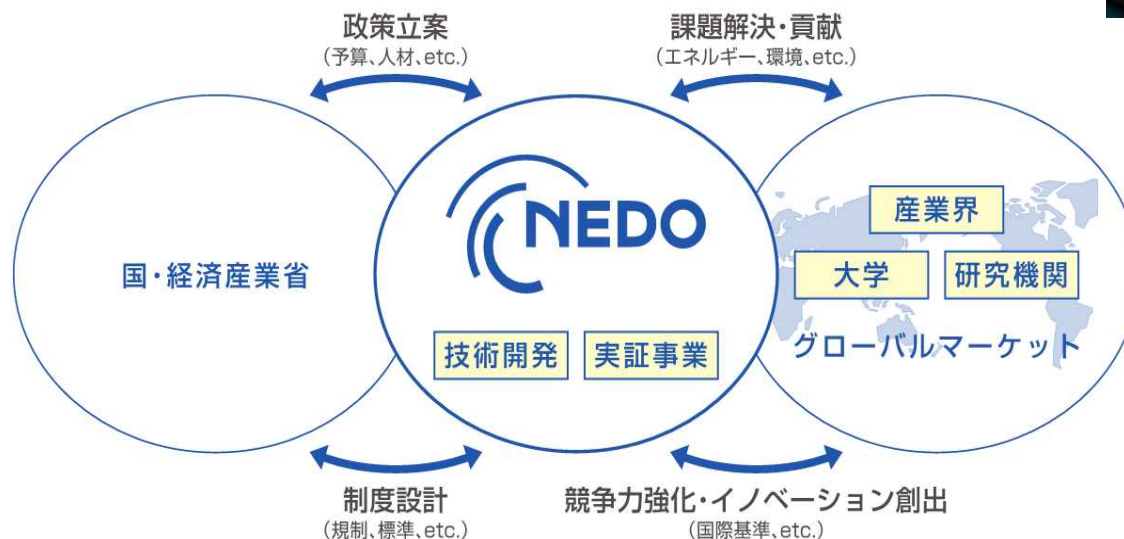 政策立案
(予算、人材、etc.)
課題解決・貢献
(エネルギー、環境、etc.)
国・経済産業省
NEDO
技術開発
実証事業
産業界
大学
研究機関
グローバルマーケット
制度設計
(規制、標準、etc.)
競争力強化・イノベーション創出
(国際基準、etc.)